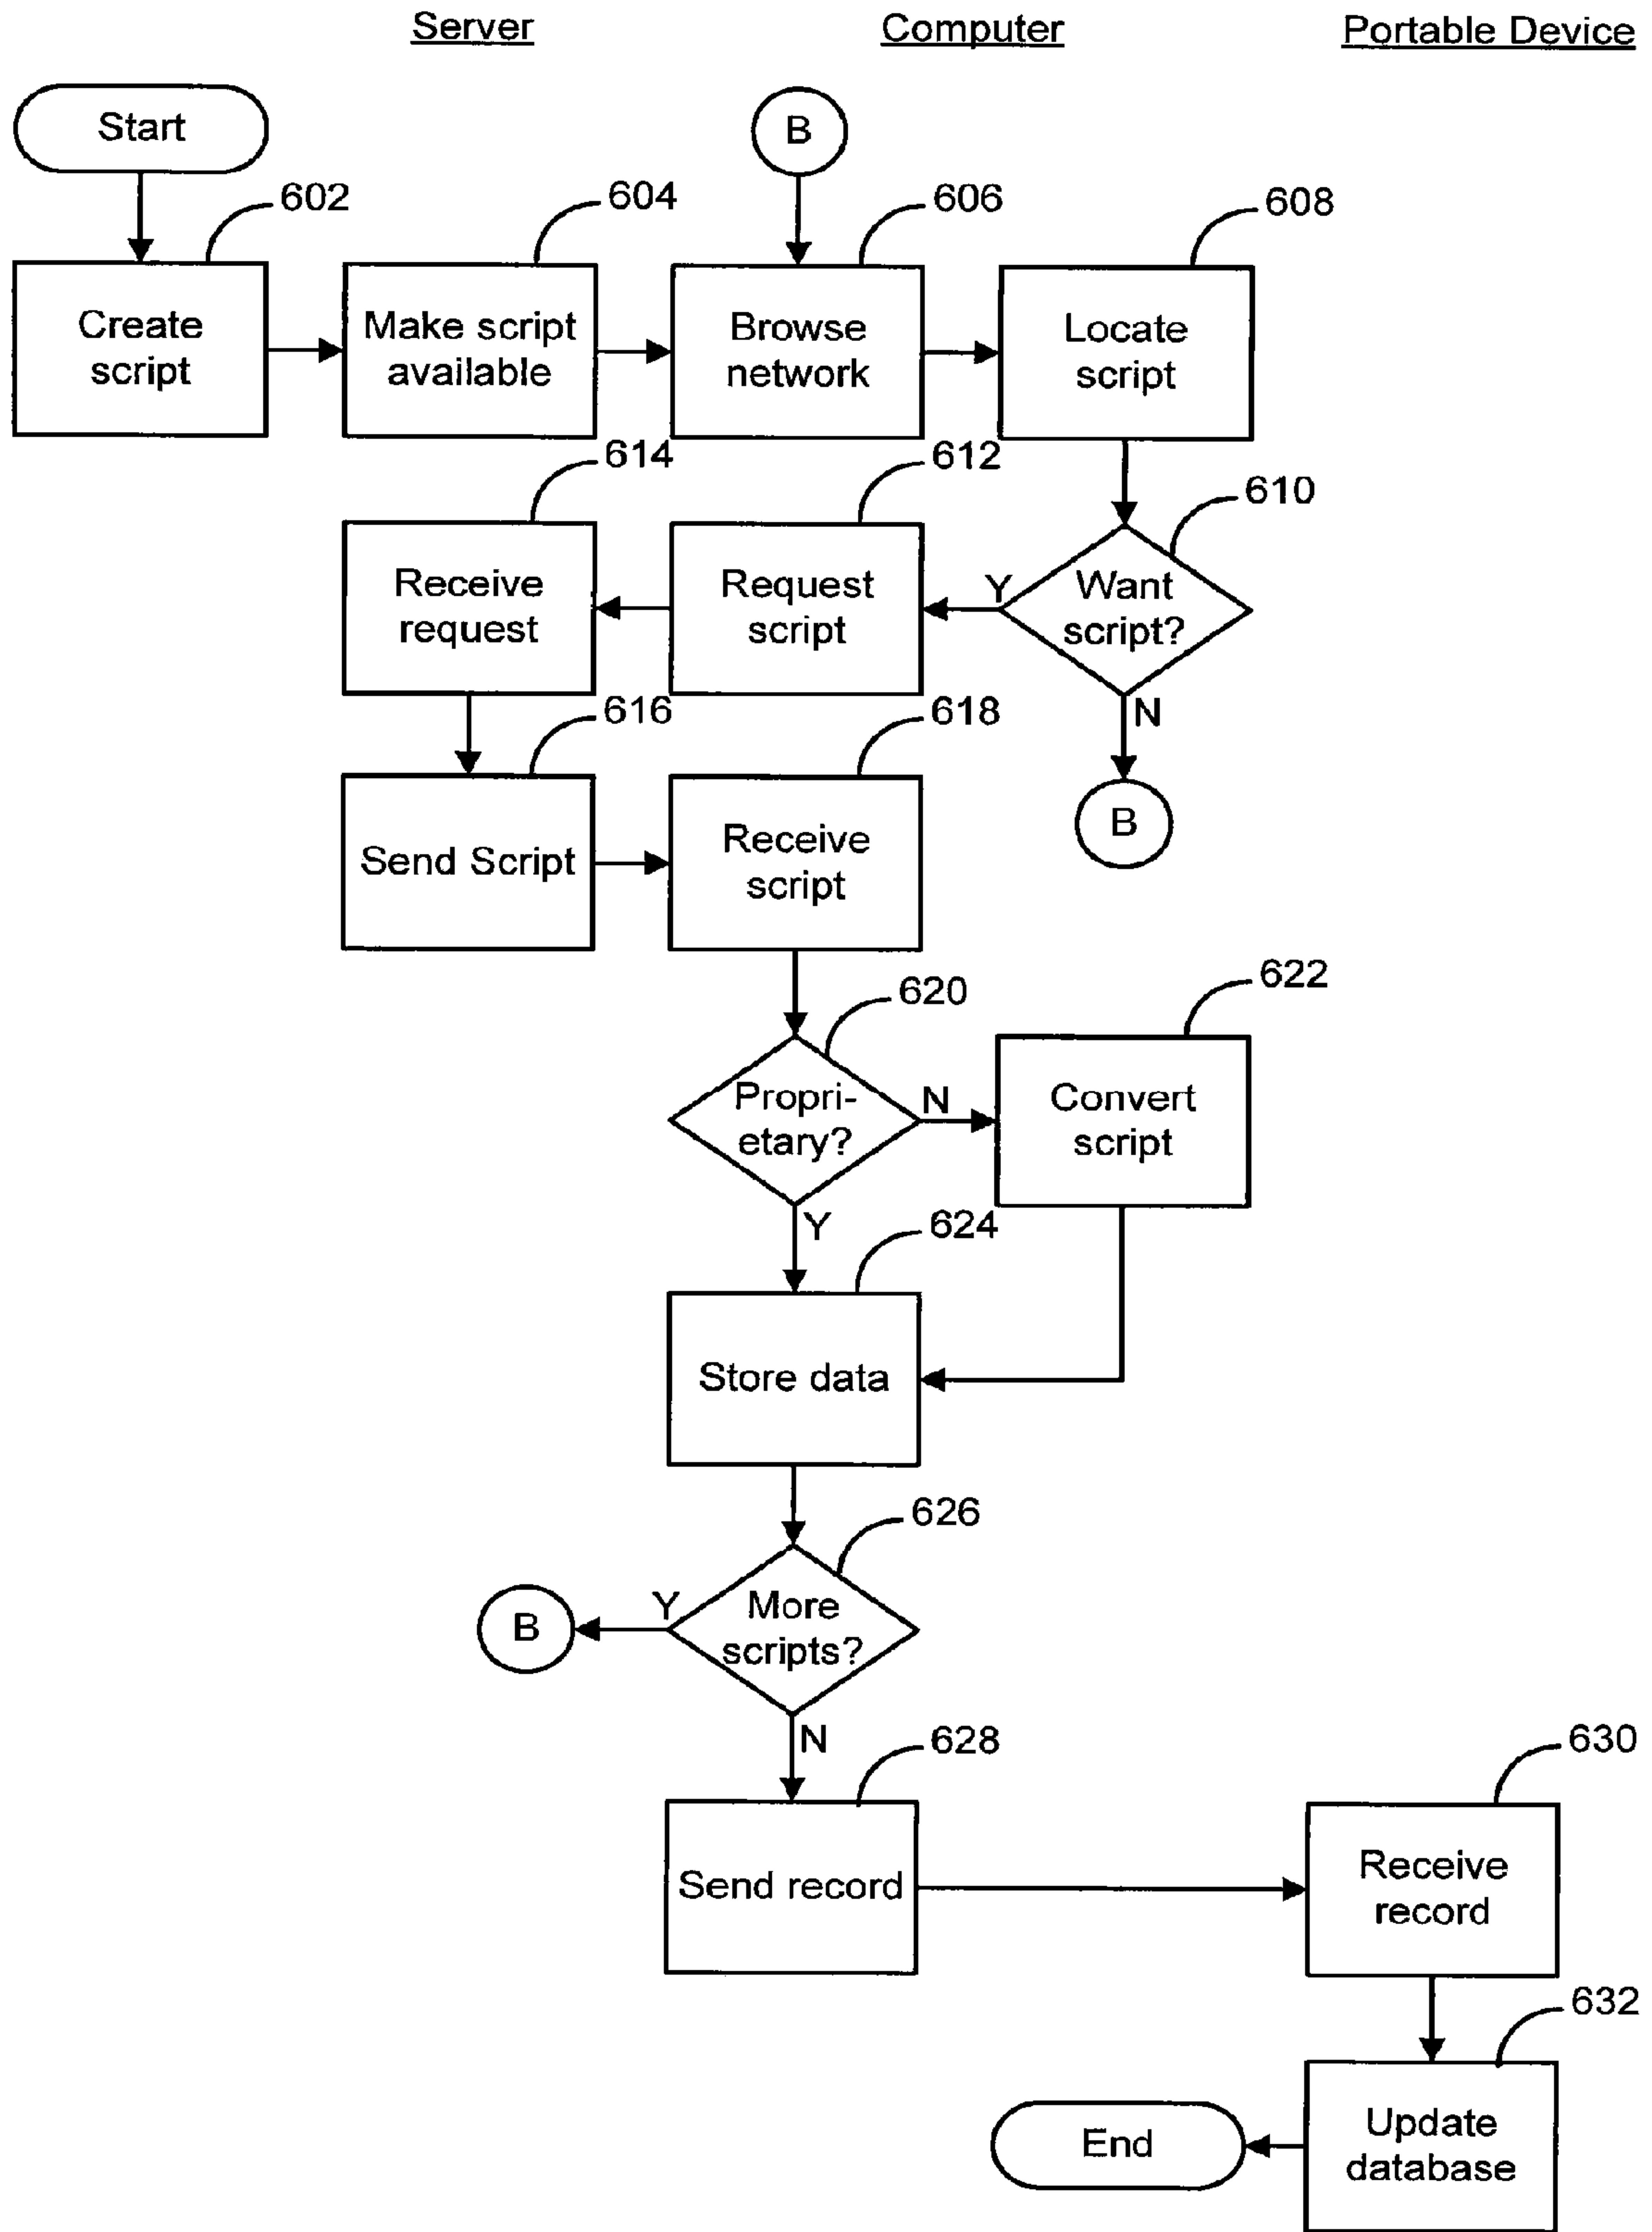 Server
Computer
Portable Device
Start
B
602
604
606
608
Create
script
Make script
available
Browse
network
Locate
script
614
612
610
Receive
request
Request
script
Y
Want
script?
N
616
618
B
Send Script
Receive
script
620
622
Propri-
etary?
N
Convert
script
Y
624
Store data
626
B
Y
More
scripts?
N
628
630
Send record
Receive
record
632
End
Update
database